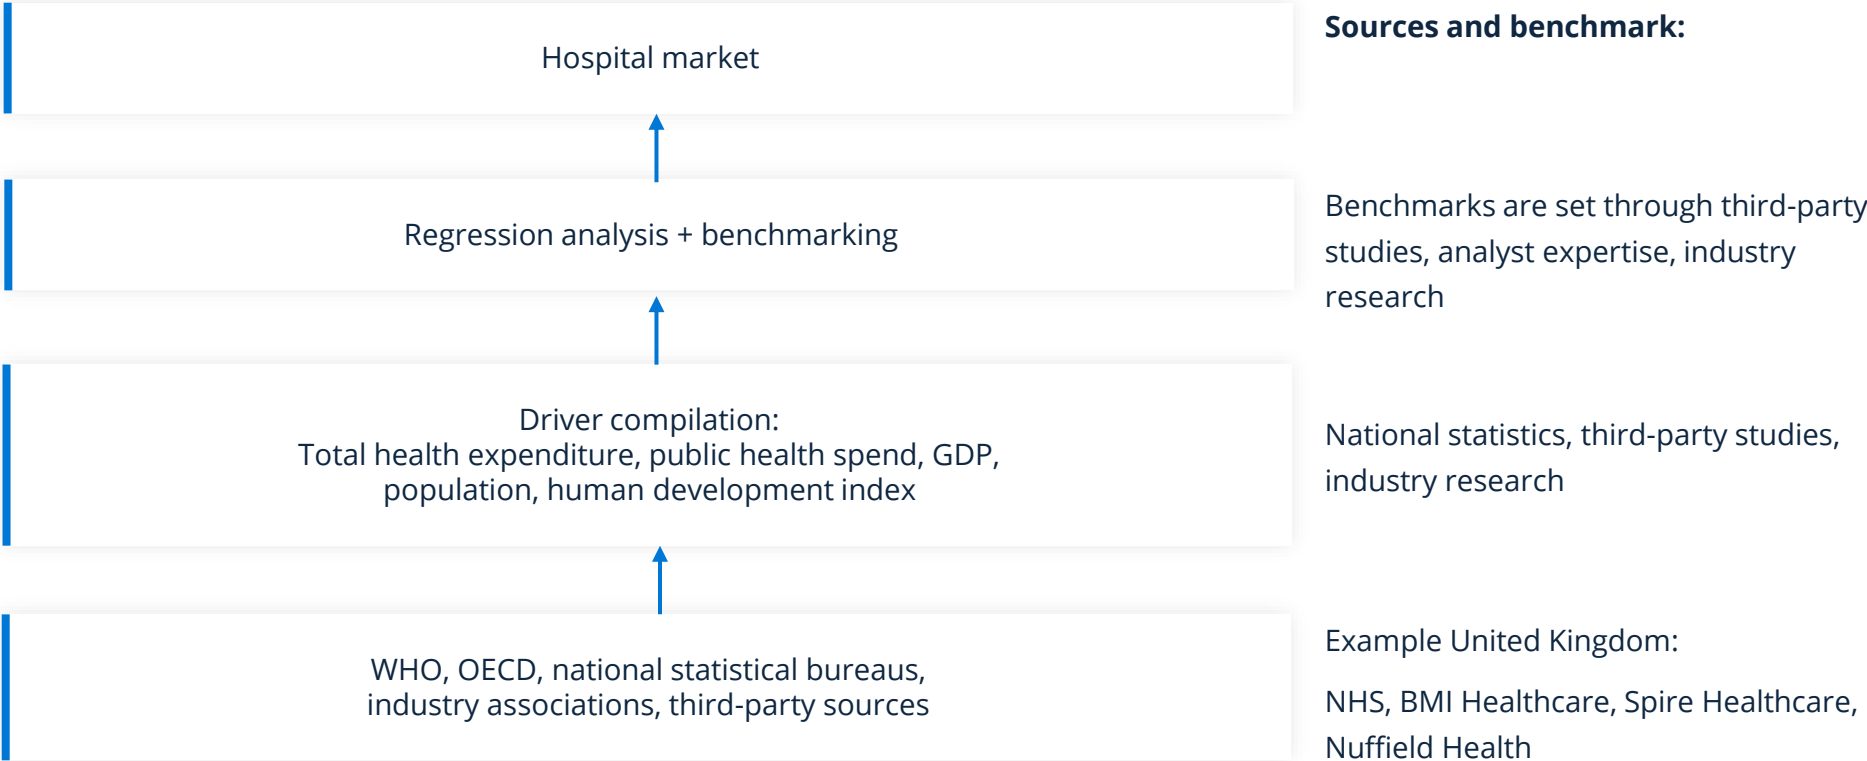 Hospital market
Sources and benchmark:
Regression analysis + benchmarking
Benchmarks are set through third-party
studies, analyst expertise, industry
research
Driver compilation:
Total health expenditure, public health spend, GDP,
population, human development index
National statistics, third-party studies,
industry research
WHO, OECD, national statistical bureaus,
industry associations, third-party sources
Example United Kingdom:
NHS, BMI Healthcare, Spire Healthcare,
Nuffield Health